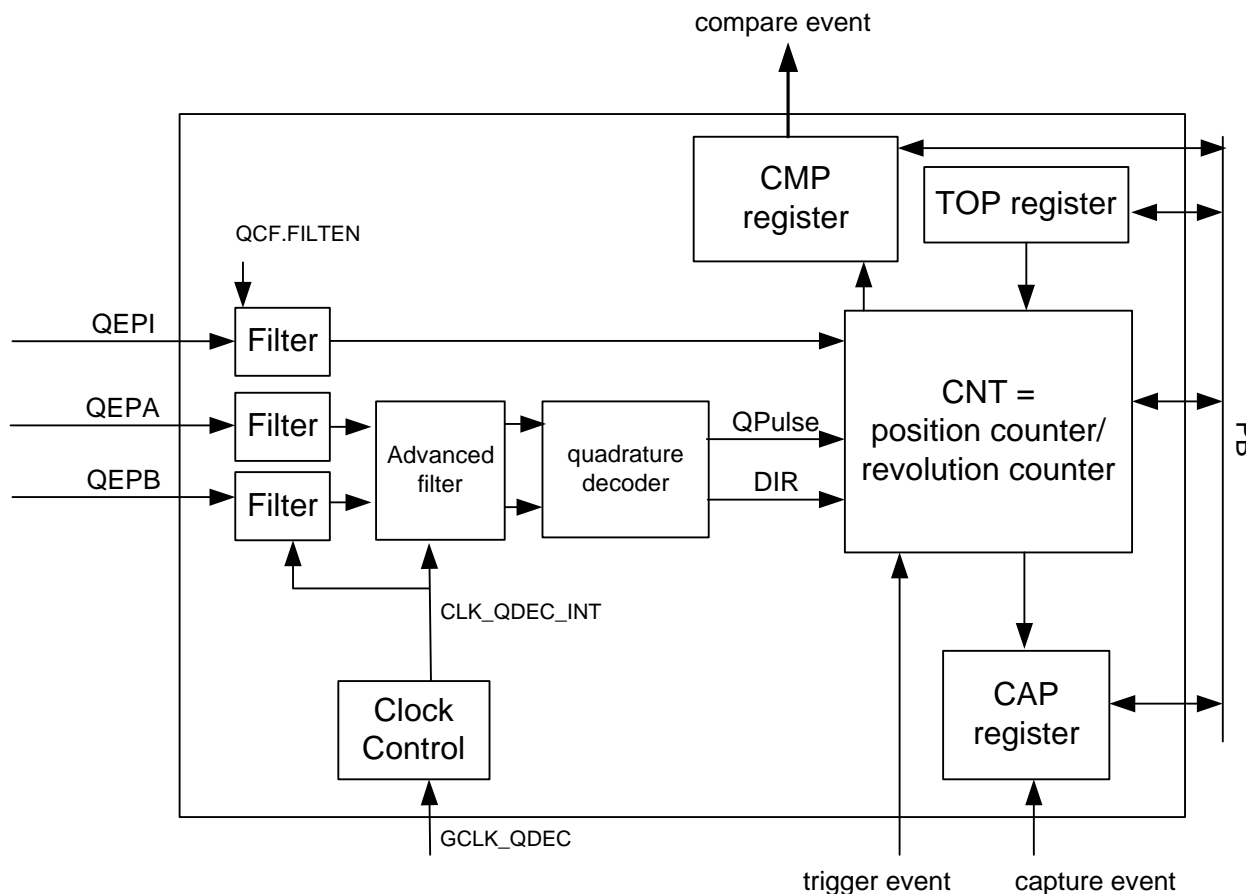 compare event
CMP
register
TOP register
QCF.FILTEN
QEPI
Filter
QEPA
Filter
QEPB
Filter
Advanced
filter
quadrature
decoder
QPulse
DIR
CNT =
position counter/
revolution counter
PB
CLK_QDEC_INT
Clock
Control
CAP
register
GCLK_QDEC
trigger event
capture event